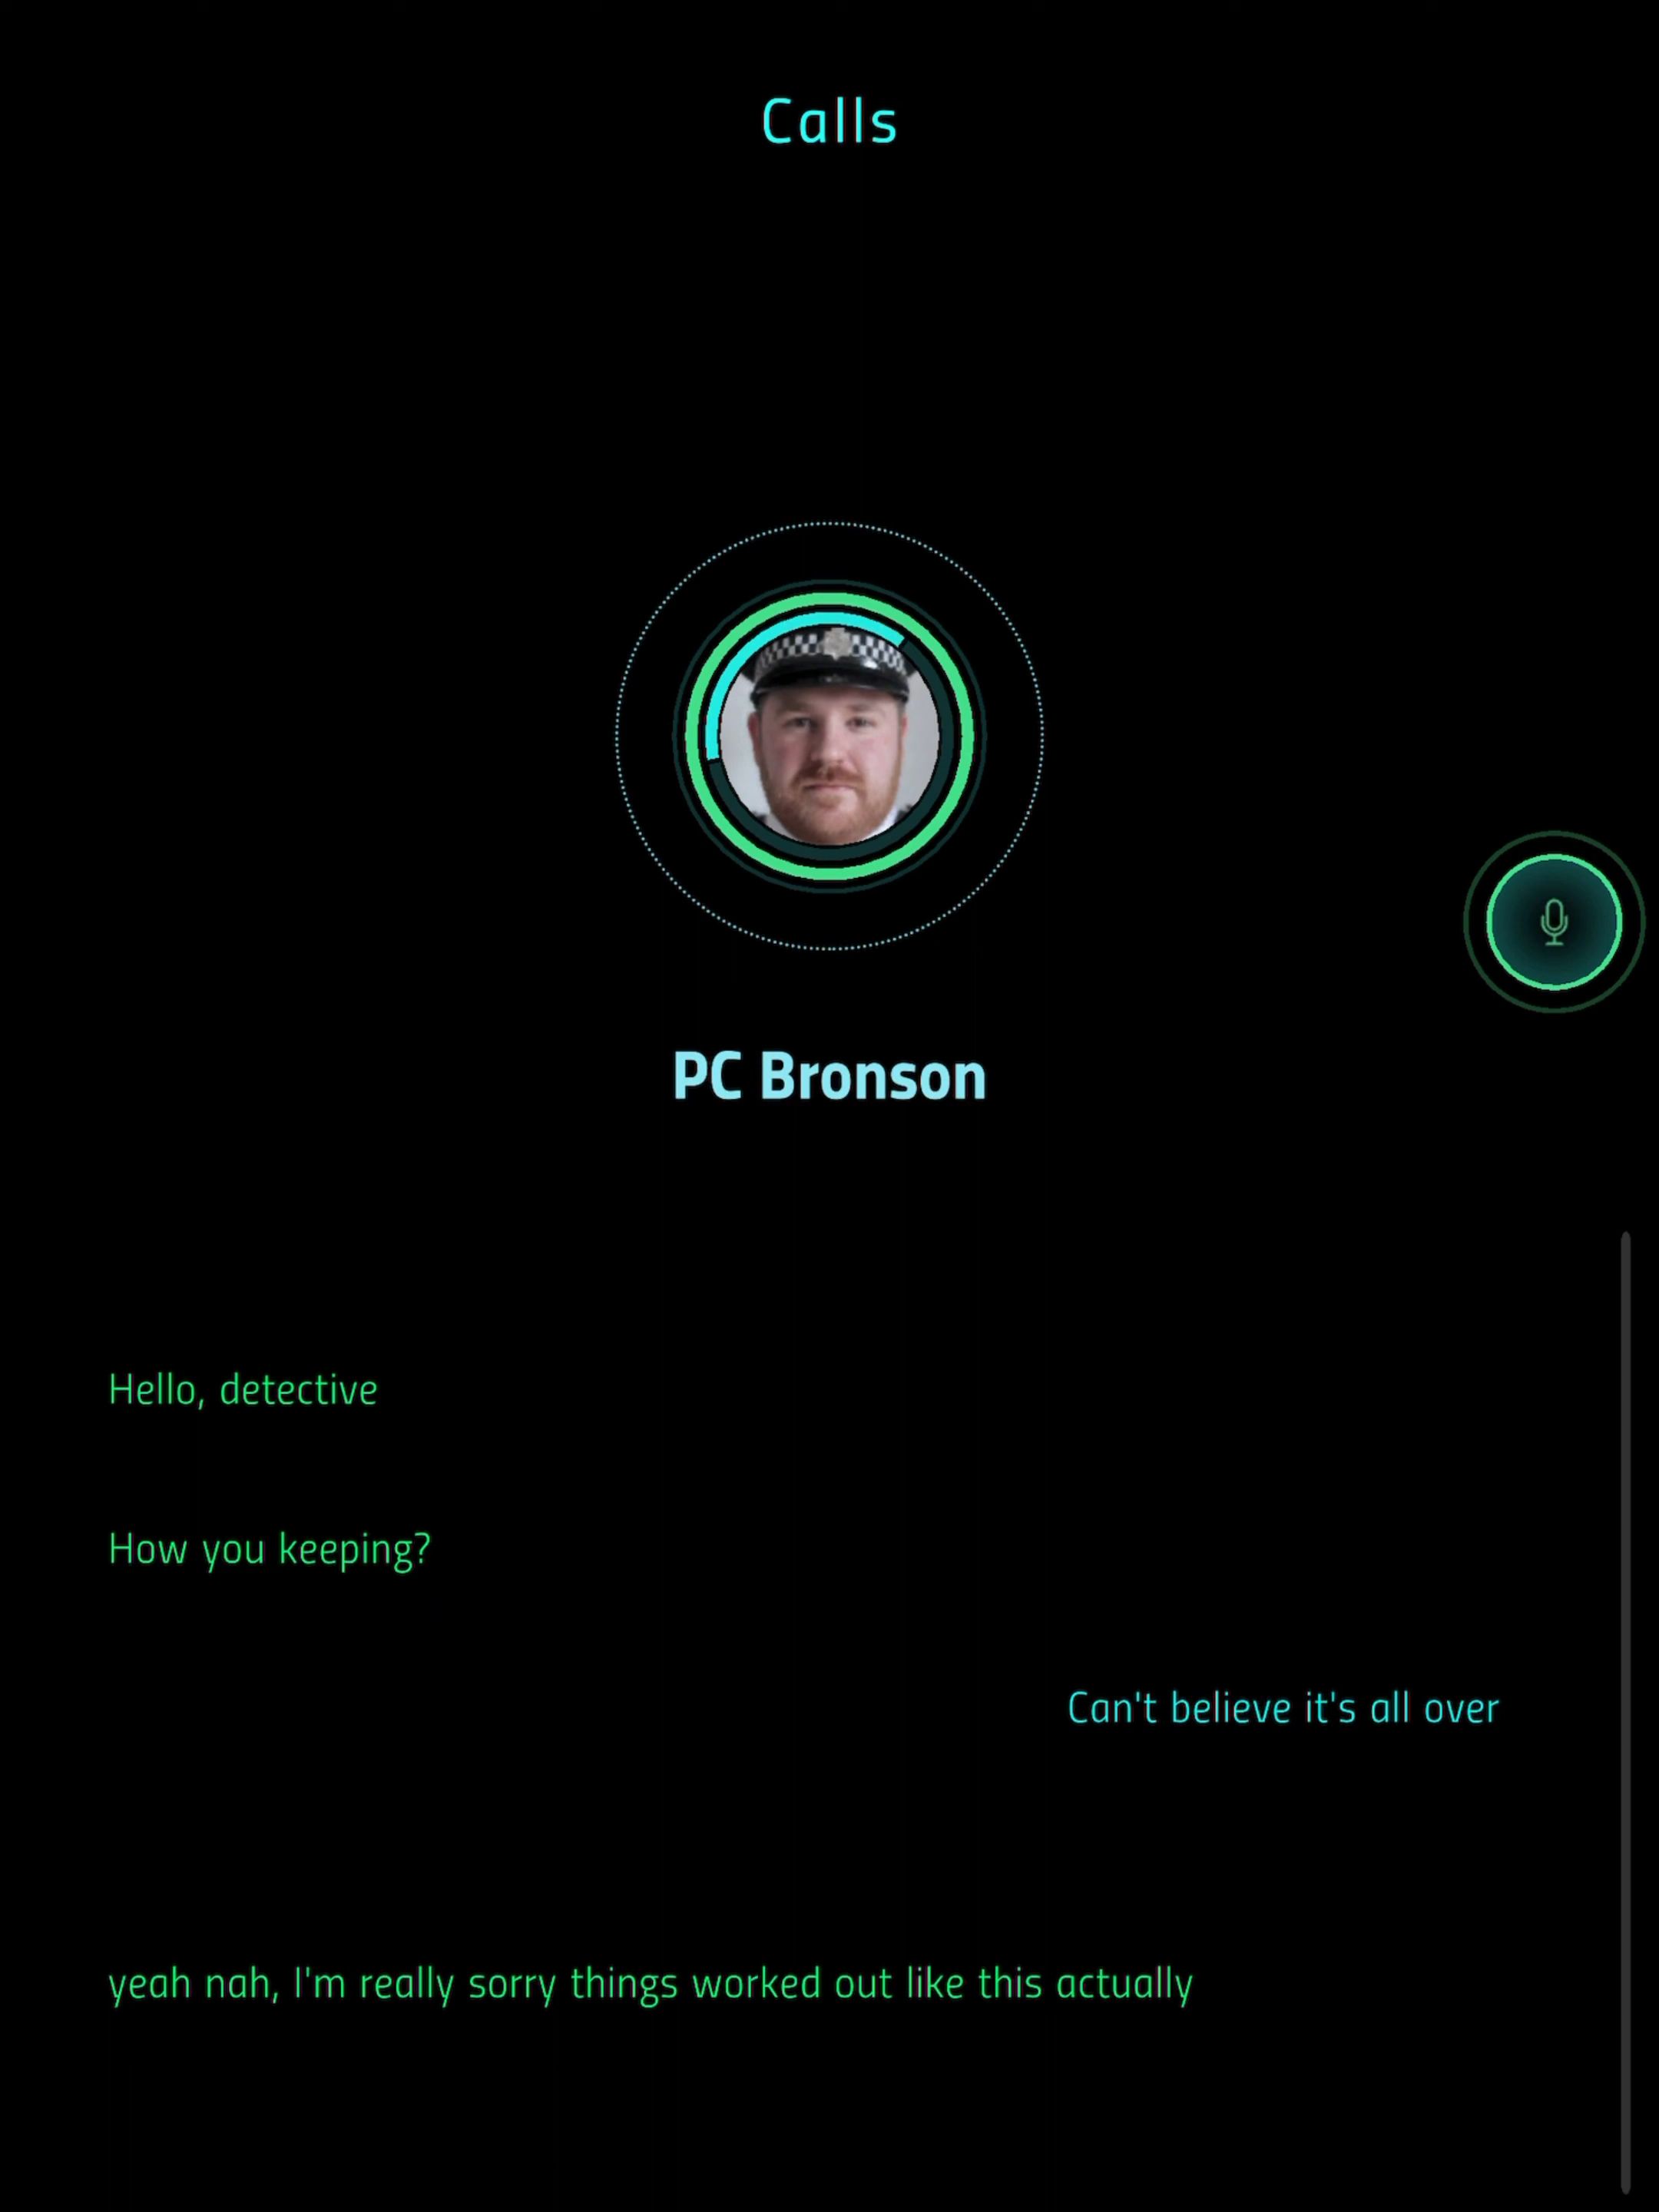 Calls
PC Bronson
Hello, detective
How you keeping?
Can't believe it's all over
yeah nah, I'm really sorry things worked out like this actually